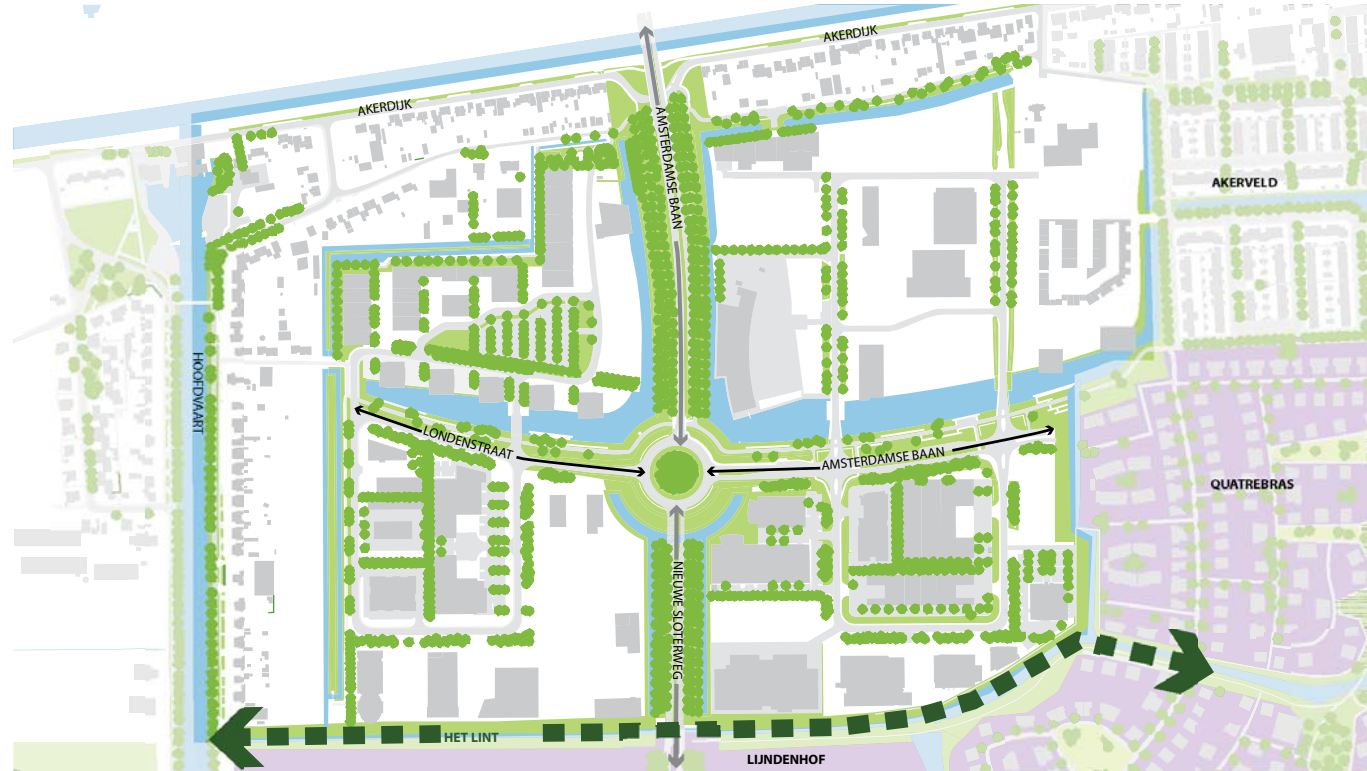 AKERDIJK
AKERDIJK
AMSTERDAMSE BAAN
AKERVELD
HOOFDVAART
LONDENSTRAAT
AMSTERDAMSE BAAN
QUATREBRAS
NIEUWE SLOTERWEG
HET LINT
LIJNDENHOF